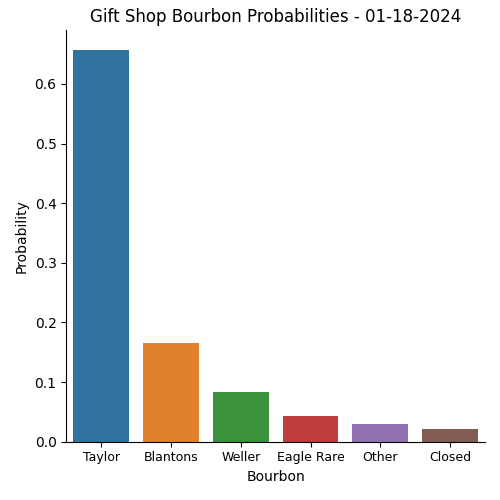 Gift Shop Bourbon Probabilities - 01-18-2024
Probability
0.6
0.5
0.4
0.3
0.2
0.1
0.0
Taylor Blantons Weller Eagle Rare Other Closed
Bourbon